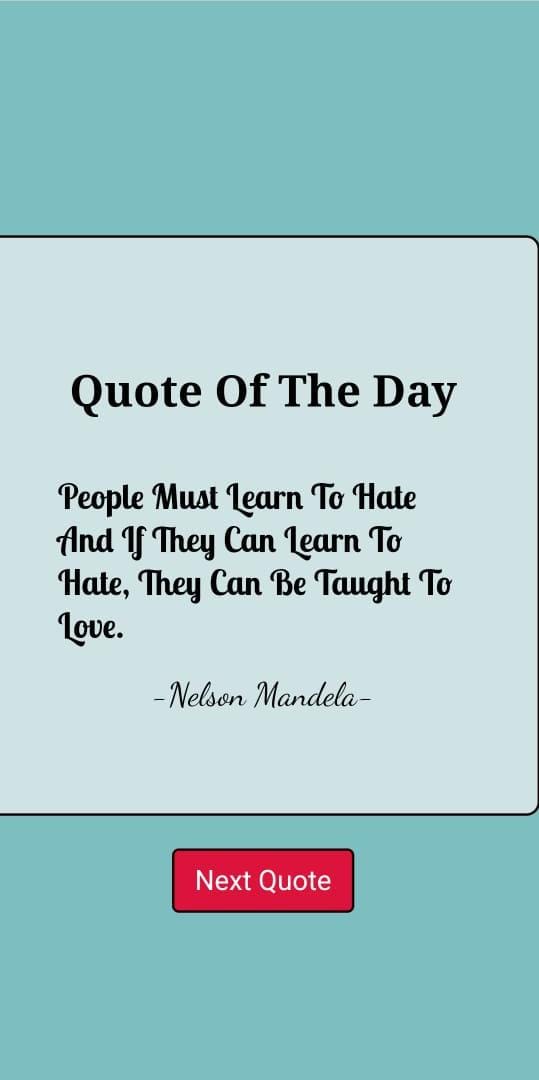 Quote Of The Day
People Must Learn To Hate
And If They Can Learn To
Hate, They Can Be Taught To
Love.
-Nelson Mandela-
Next Quote